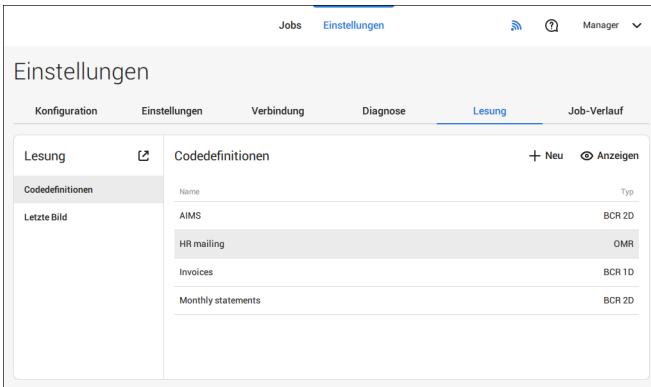 Jobs Einstellungen Manager
Einstellungen
Konfiguration Einstellungen Verbindung Diagnose Lesung Job-Verlauf
Lesung Codedefinitionen Neu Anzeigen
Codedefinitionen Name Typ
Letzte Bild AIMS BCR 2D
HR mailing OMR
Invoices BCR 1D
Monthly statements BCR 2D